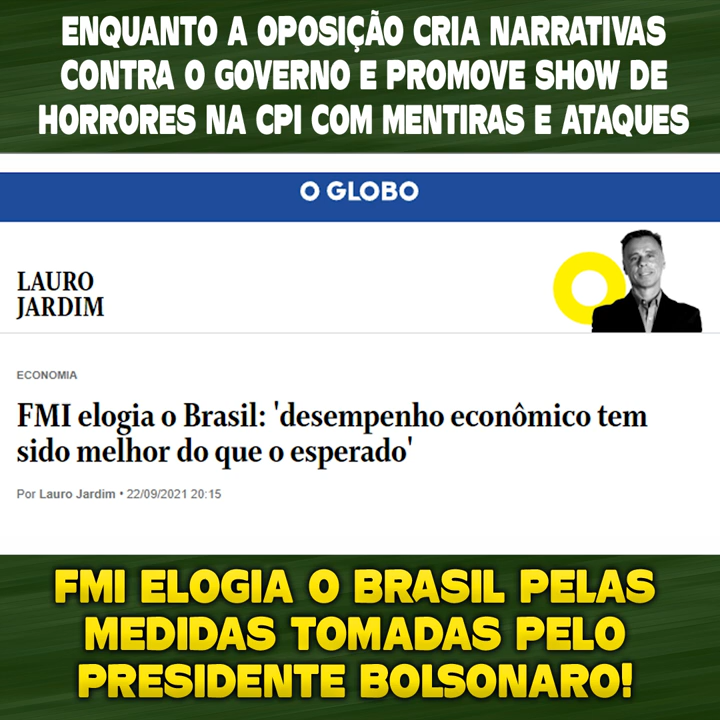 ENQUANTO A OPOSIÇÃO CRIA NARRATIVAS
CONTRA O GOVERNO E PROMOVE SHOW DE
HORRORES NA CPI COM MENTIRAS E ATAQUES
O GLOBO
LAURO
JARDIM
ECONOMIA
FMI elogia o Brasil: 'desempenho econômico tem
sido melhor do que o esperado'
Por Lauro Jardim • 22/09/2021 20:15
FMI ELOGIA O BRASIL PELAS
MEDIDAS TOMADAS PELO
PRESIDENTE BOLSONARO!